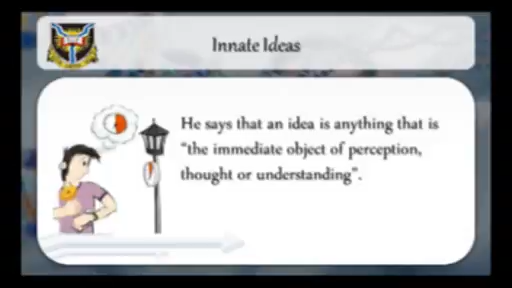 Innate Ideas
He says that an idea is anything that is
"the immediate object of perception,
thought or understanding".